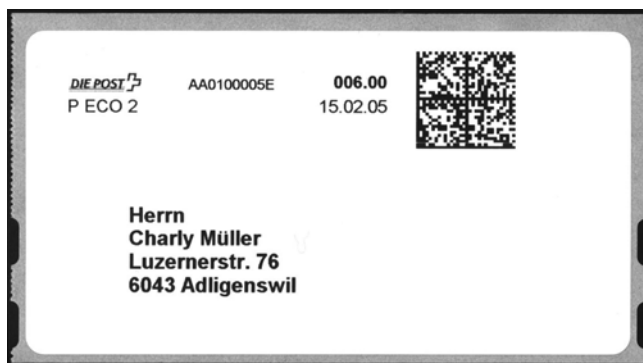 DIE POST AA0100005E 006.00
P ECO 2 15.02.05
Herrn
Charly Müller
Luzernerstr. 76
6043 Adligenswil